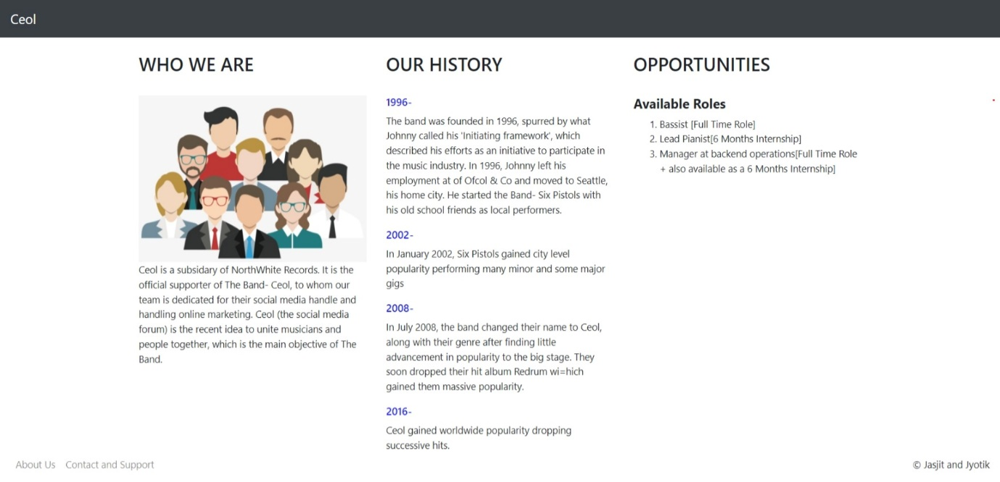 Ceol
WHO WE ARE
Ceol is a subsidary of NorthWhite Records. It is the
official supporter of The Band- Ceol, to whom our
team is dedicated for their social media handle and
handling online marketing. Ceol (the social media
forum) is the recent idea to unite musicians and
people together, which is the main objective of The
Band.
OUR HISTORY
1996-
The band was founded in 1996, spurred by what
Johnny called his 'Initiating framework', which
described his efforts as an initiative to participate in
the music industry. In 1996, Johnny left his
employment at of Ofcol & Co and moved to Seattle,
his home city. He started the Band- Six Pistols with
his old school friends as local performers.
2002-
In January 2002, Six Pistols gained city level
popularity performing many minor and some major
gigs
2008-
In July 2008, the band changed their name to Ceol,
along with their genre after finding little
advancement in popularity to the big stage. They
soon dropped their hit album Redrum wi=hich
gained them massive popularity.
2016-
Ceol gained worldwide popularity dropping
successive hits.
OPPORTUNITIES
Available Roles
1. Bassist [Full Time Role]
2. Lead Pianist[6 Months Internship]
3. Manager at backend operations[Full Time Role
+ also available as a 6 Months Internship]
About Us Contact and Support
© Jasjit and Jyotik